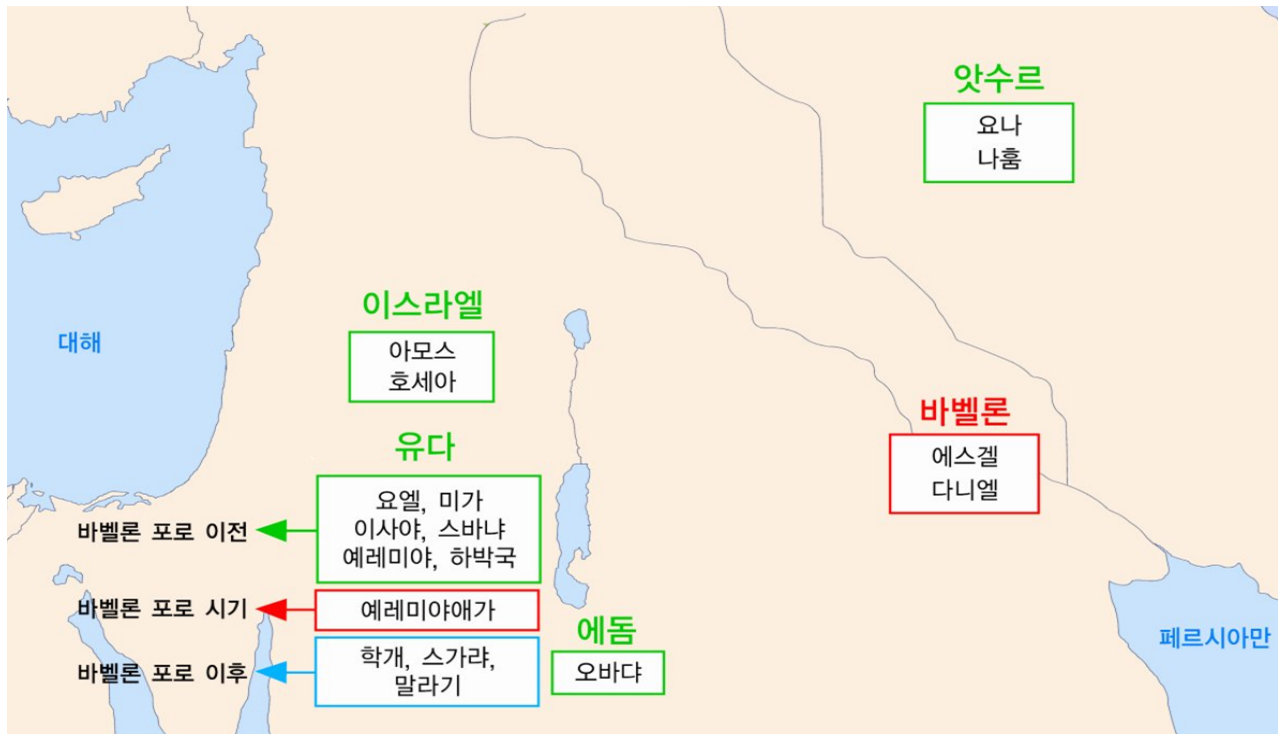 앗수르
요나
나훔
이스라엘
아모스
호세아
대해
바벨론
에스겔
다니엘
유다
요엘, 미가
이사야, 스바냐
예레미야, 하박국
바벨론 포로 이전
예레미야애가
바벨론 포로 시기
에돔
오바댜
학개, 스가랴,
말라기
바벨론 포로 이후
페르시아만